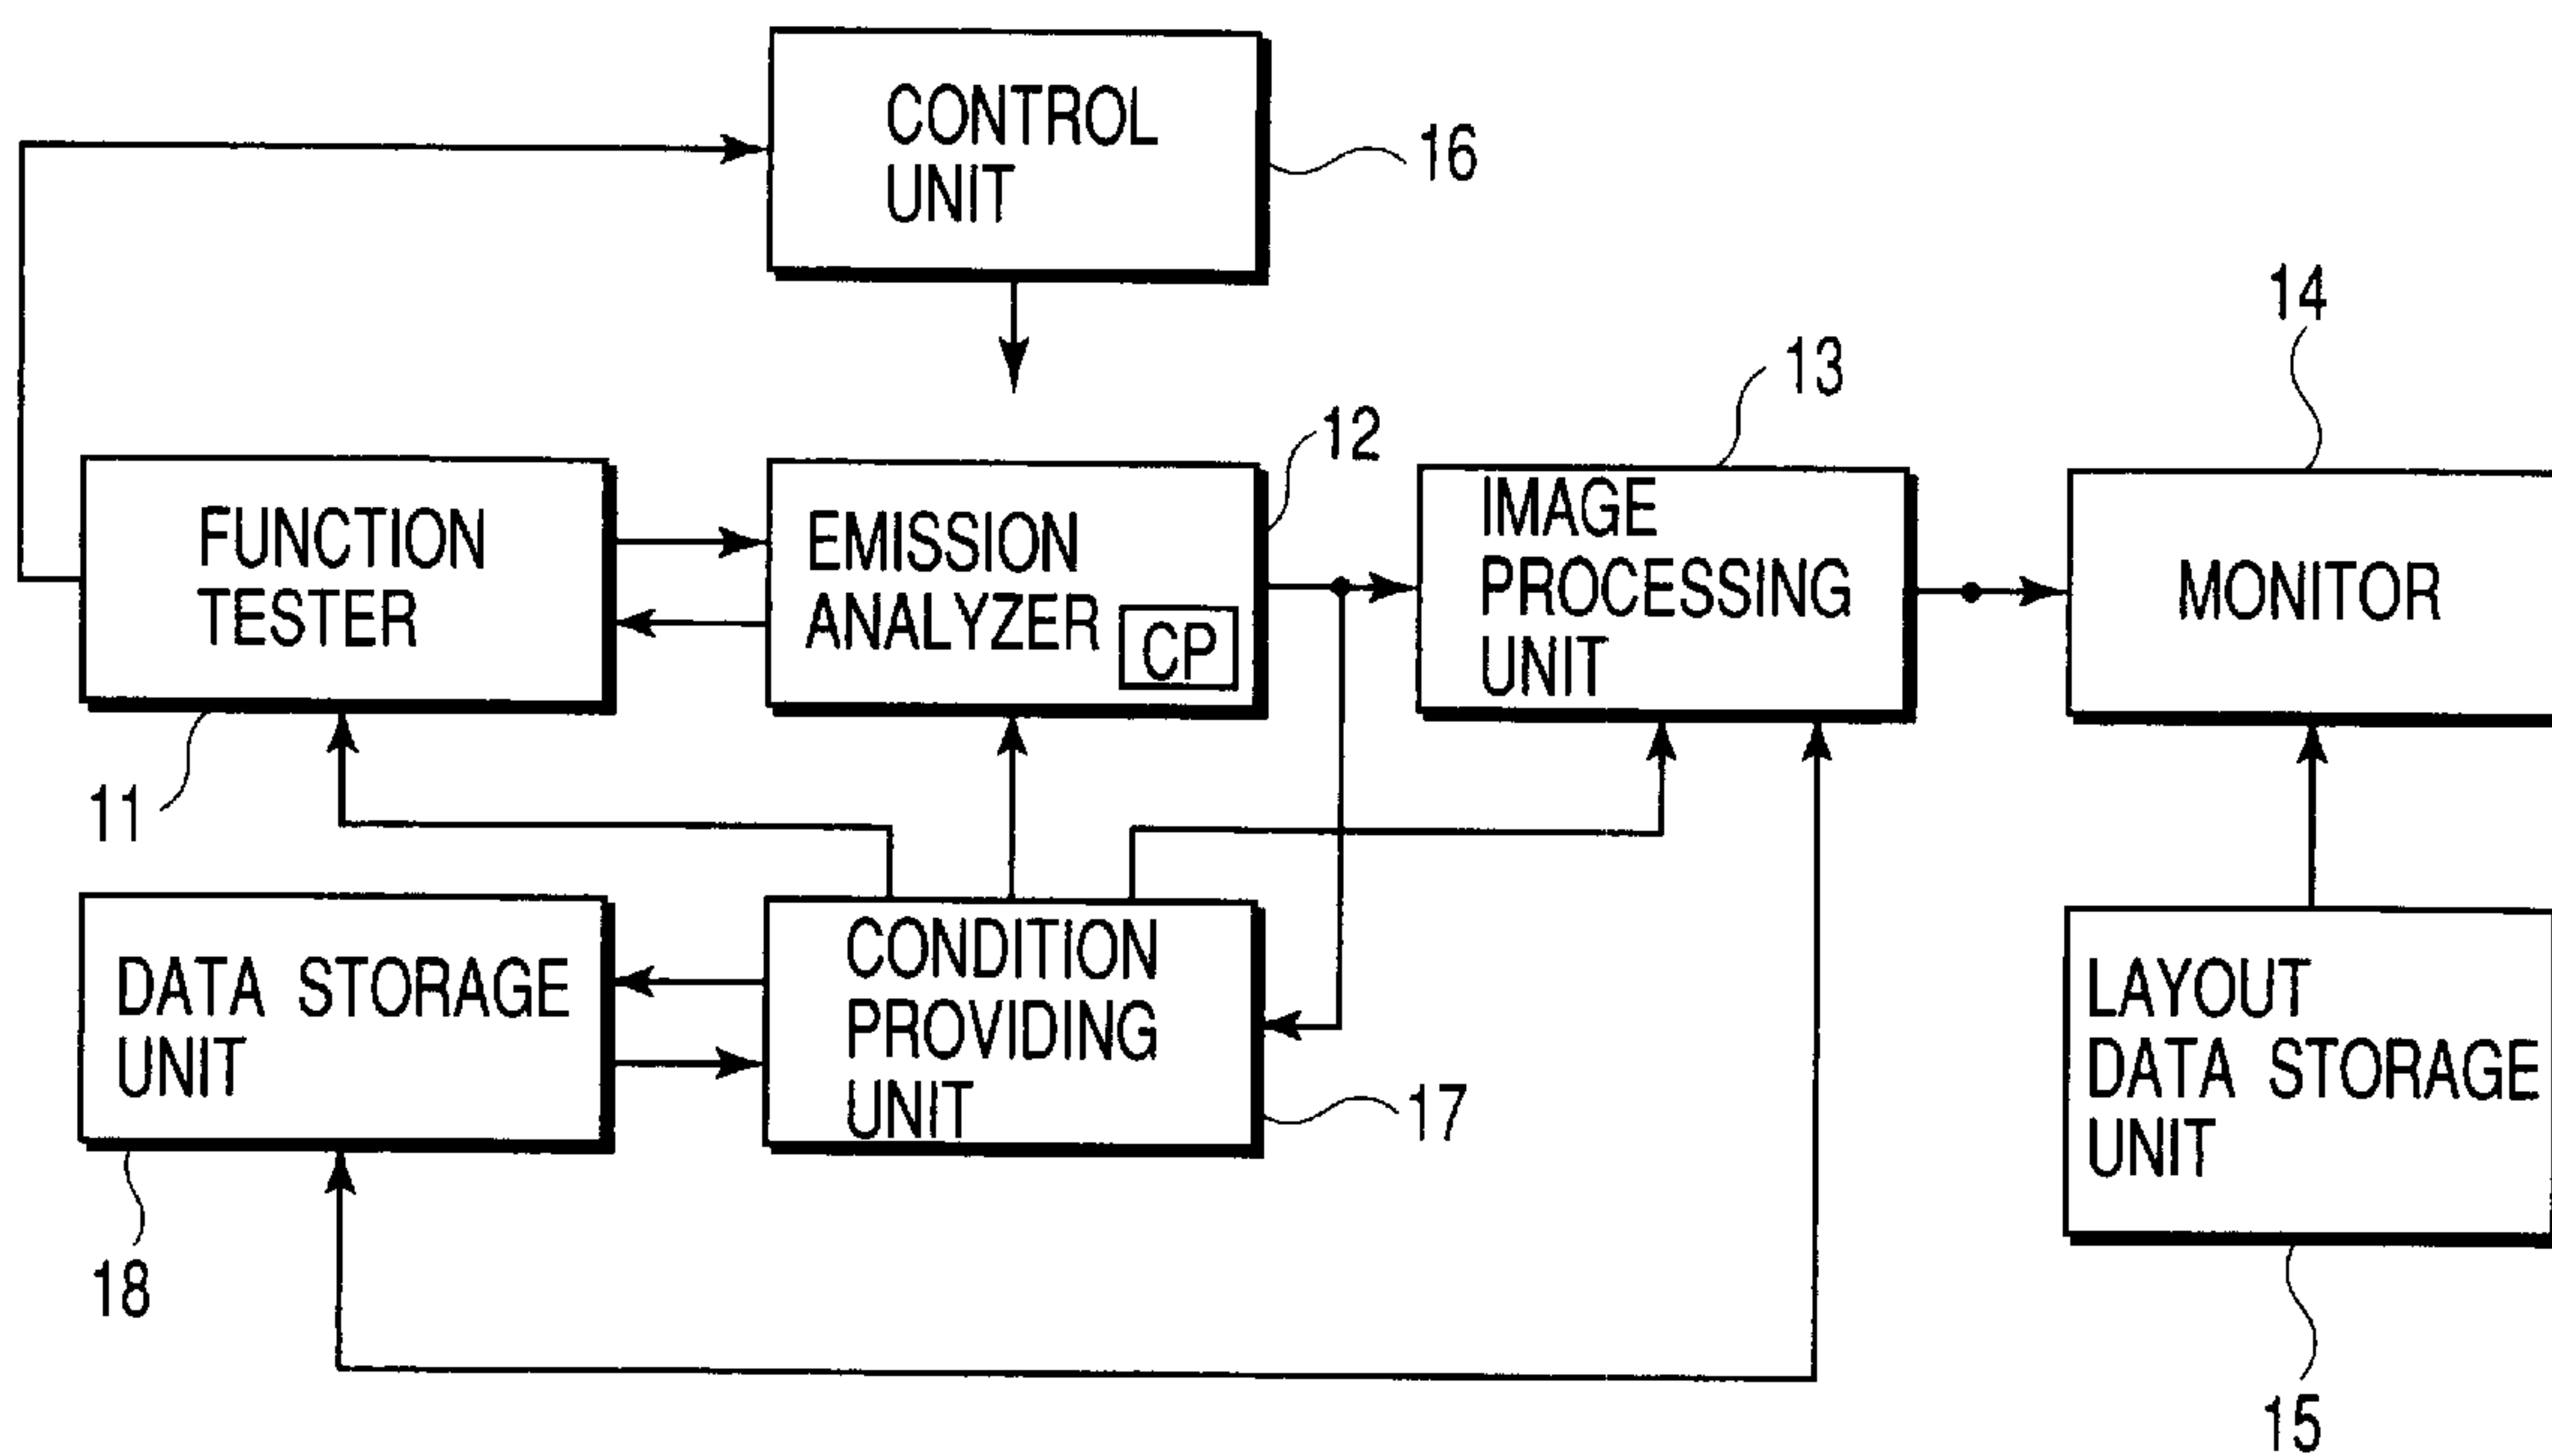 CONTROL
UNIT
16
14
13
12
FUNCTION
TESTER
EMISSION
ANALYZER
CP
IMAGE
PROCESSING
UNIT
MONITOR
11
DATA STORAGE
UNIT
CONDITION
PROVIDING
UNIT
17
LAYOUT
DATA STORAGE
UNIT
18
15